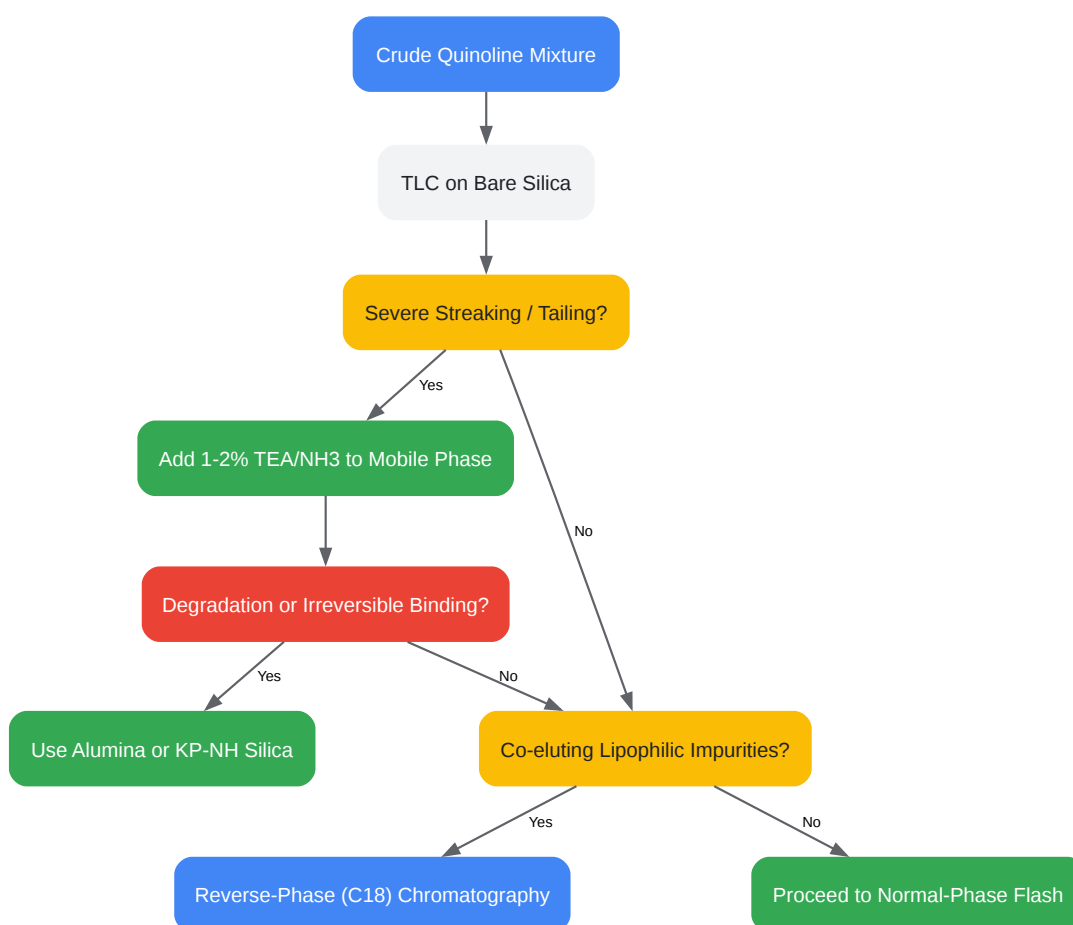 Crude Quinoline Mixture
TLC on Bare Silica
Severe Streaking / Tailing?
Yes
Add 1-2% TEA/NH3 to Mobile Phase
No
Degradation or Irreversible Binding?
Yes
No
Use Alumina or KP-NH Silica
Co-eluting Lipophilic Impurities?
Yes
No
Reverse-Phase (C18) Chromatography
Proceed to Normal-Phase Flash